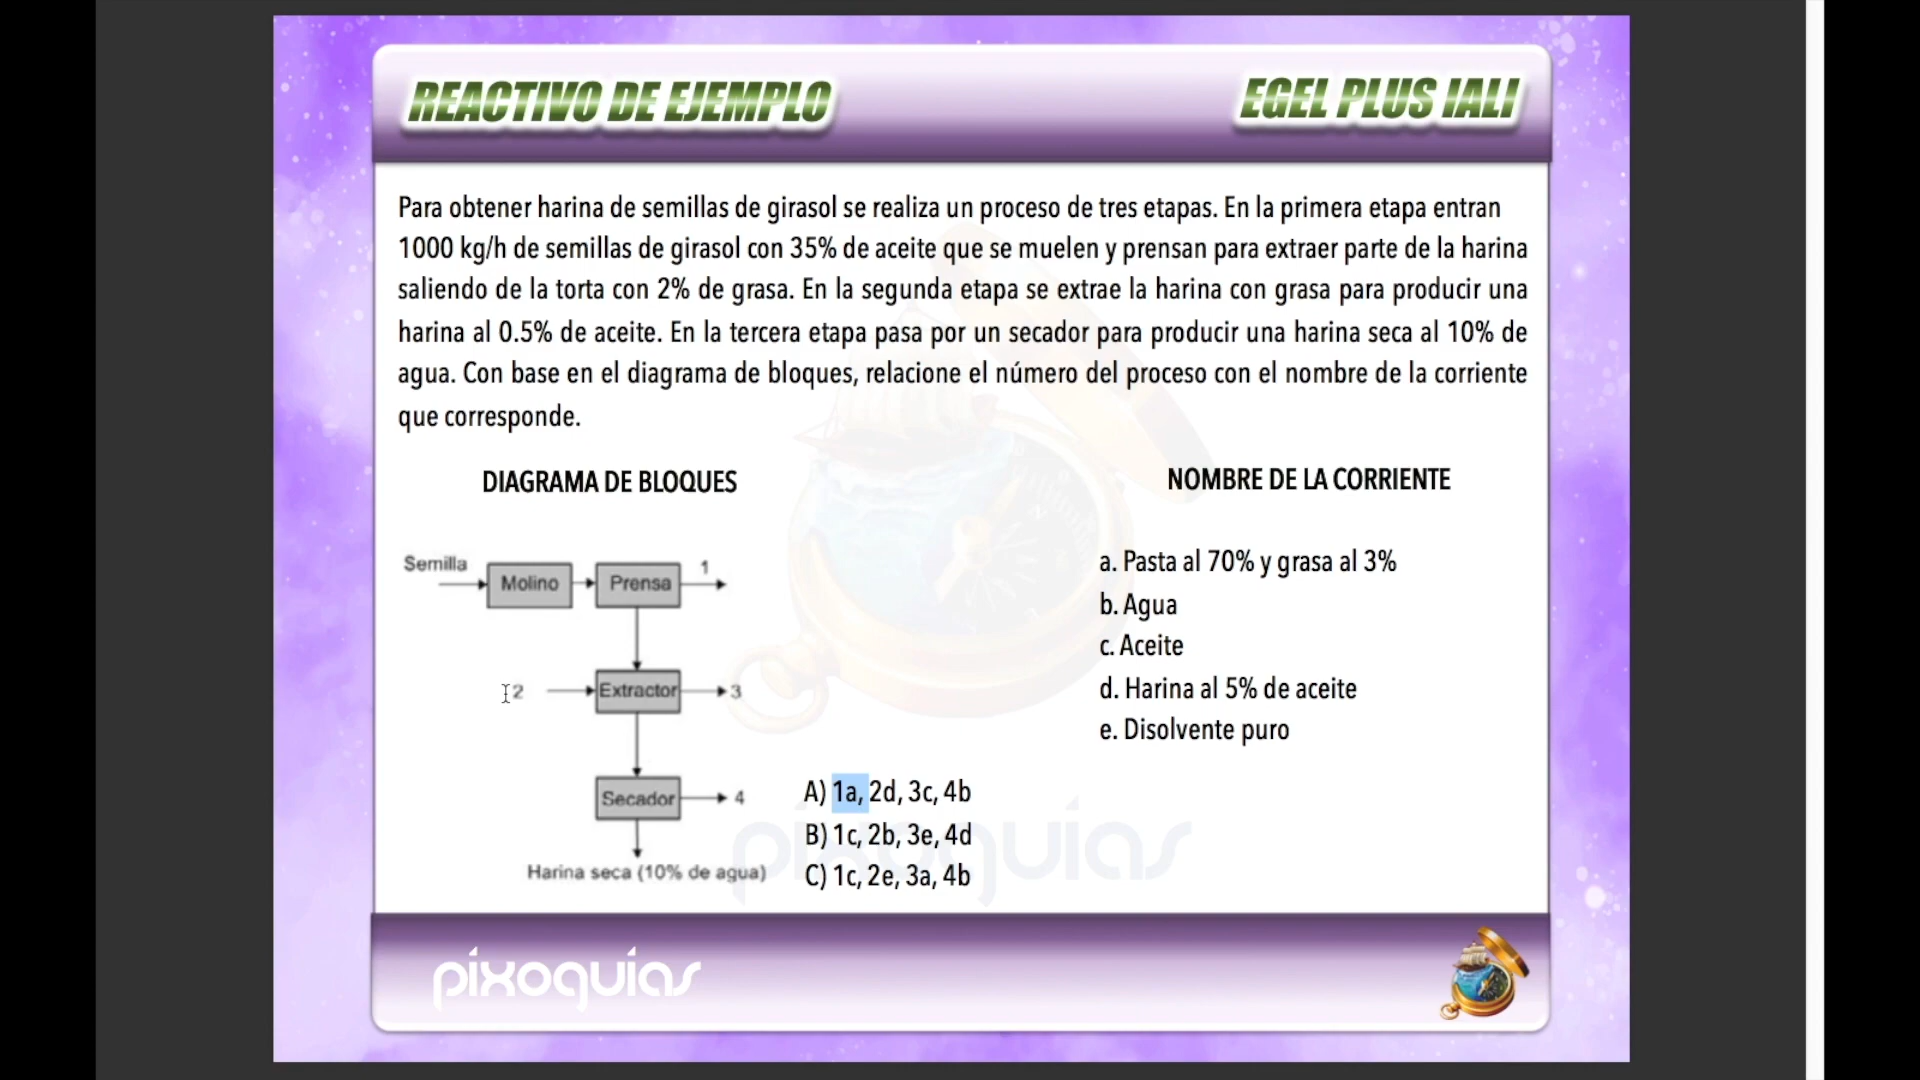 REACTIVO DE EJEMPLO
EGEL PLUS IALI
Para obtener harina de semillas de girasol se realiza un proceso de tres etapas. En la primera etapa entran
1000 kg/h de semillas de girasol con 35% de aceite que se muelen y prensan para extraer parte de la harina
saliendo de la torta con 2% de grasa. En la segunda etapa se extrae la harina con grasa para producir una
harina al 0.5% de aceite. En la tercera etapa pasa por un secador para producir una harina seca al 10% de
agua. Con base en el diagrama de bloques, relacione el número del proceso con el nombre de la corriente
que corresponde.
DIAGRAMA DE BLOQUES
Semilla
Molino
Prensa
1
2
Extractor
3
Secador
4
Harina seca (10% de agua)
NOMBRE DE LA CORRIENTE
a. Pasta al 70% y grasa al 3%
b. Agua
c. Aceite
d. Harina al 5% de aceite
e. Disolvente puro
A) 1a, 2d, 3c, 4b
B) 1c, 2b, 3e, 4d
C) 1c, 2e, 3a, 4b
pixoguías
pixoguías